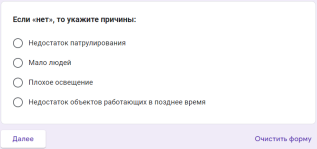 Если «нет», то укажите причины:
Недостаток патрулирования
Мало людей
Плохое освещение
Недостаток объектов работающих в позднее время
Далее
Очистить форму